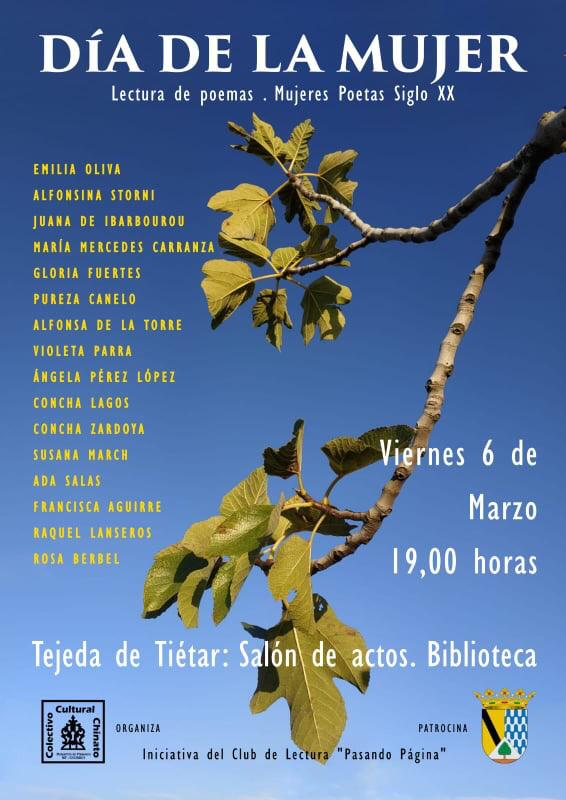 DÍA DE LA MUJER
Lectura de poemas . Mujeres Poetas Siglo XX
EMILIA OLIVA
ALFONSINA STORNI
JUANA DE IBARBOUROU
MARÍA MERCEDES CARRANZA
GLORIA FUERTES
PUREZA CANELO
ALFONSA DE LA TORRE
VIOLETA PARRA
ÁNGELA PÉREZ LÓPEZ
CONCHA LAGOS
CONCHA ZARDOYA
SUSANA MARCH
ADA SALAS
FRANCISCA AGUIRRE
RAQUEL LANSEROS
ROSA BERBEL
Viernes 6 de
Marzo
19,00 horas
Tejeda de Tiétar: Salón de actos. Biblioteca
Colectivo
Cultural
Chinato
ORGANIZA
PATROCINA
Iniciativa del Club de Lectura "Pasando Página"